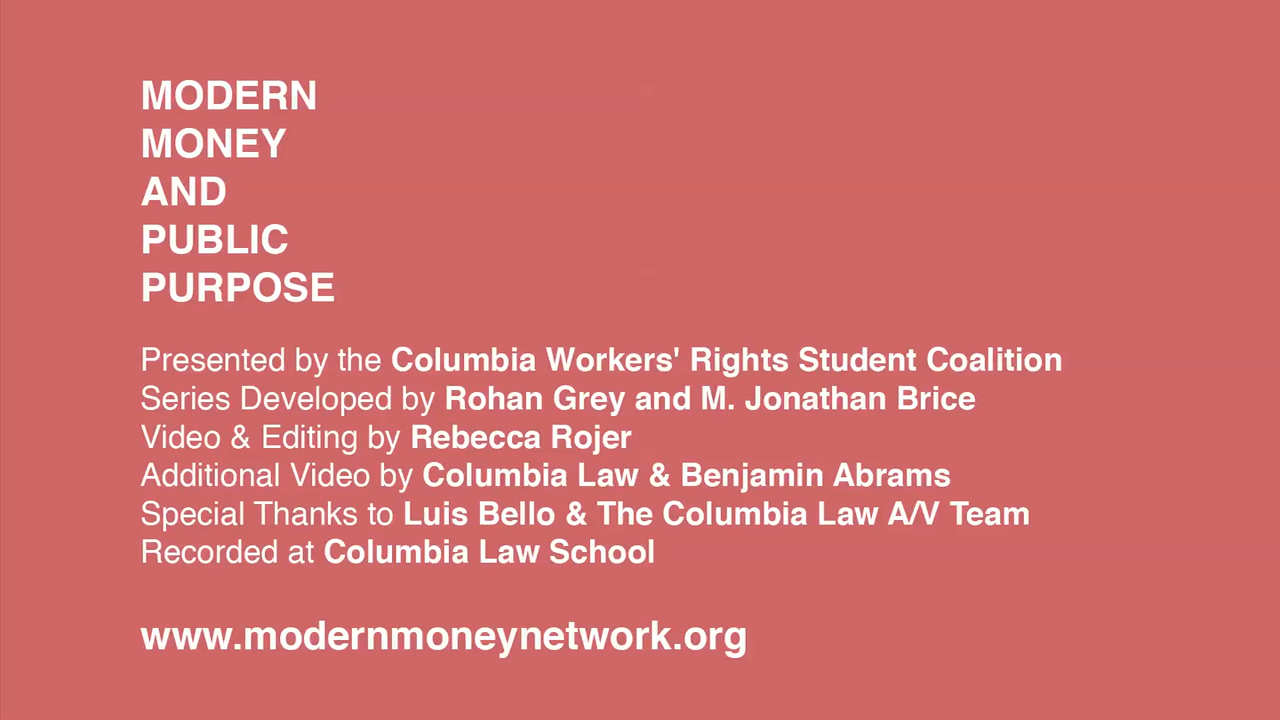 MODERN
MONEY
AND
PUBLIC
PURPOSE
Presented by the Columbia Workers' Rights Student Coalition
Series Developed by Rohan Grey and M. Jonathan Brice
Video & Editing by Rebecca Rojer
Additional Video by Columbia Law & Benjamin Abrams
Special Thanks to Luis Bello & The Columbia Law A/V Team
Recorded at Columbia Law School
www.modernmoneynetwork.org